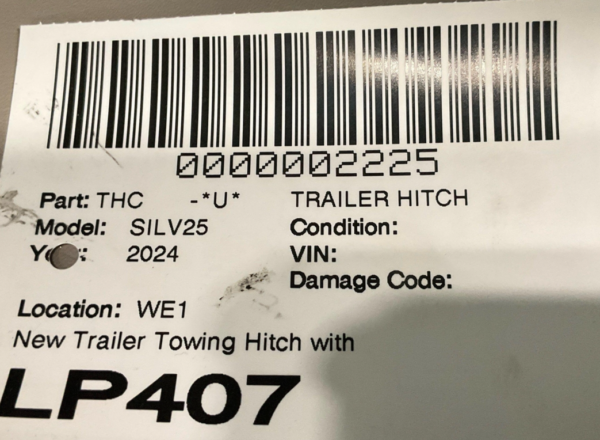 0000002225
Part: THC -*U* TRAILER HITCH
Model: SILV25 Condition:
2024 VIN:
Damage Code:
Location: WE1
New Trailer Towing Hitch with
LP407